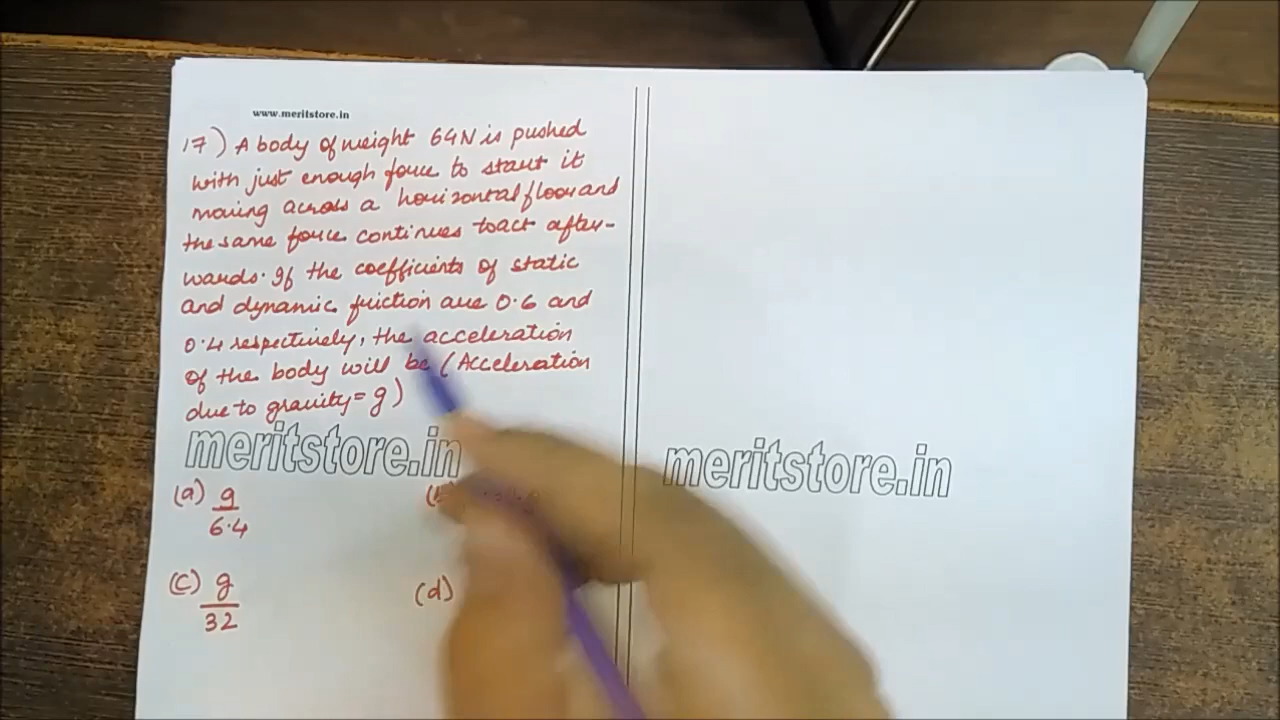 www.meritstore.in
17) A body of weight 64N is pushed
with just enough force to start it
moving across a horizontal floor and
the same force continues to act after-
wards. If the coefficients of static
and dynamic friction are 0.6 and
0.4 respectively, the acceleration
of the body will be (Acceleration
due to gravity = g)
meritstore.in
meritstore.in
(a) g
6.4
(c) g
32
(d)